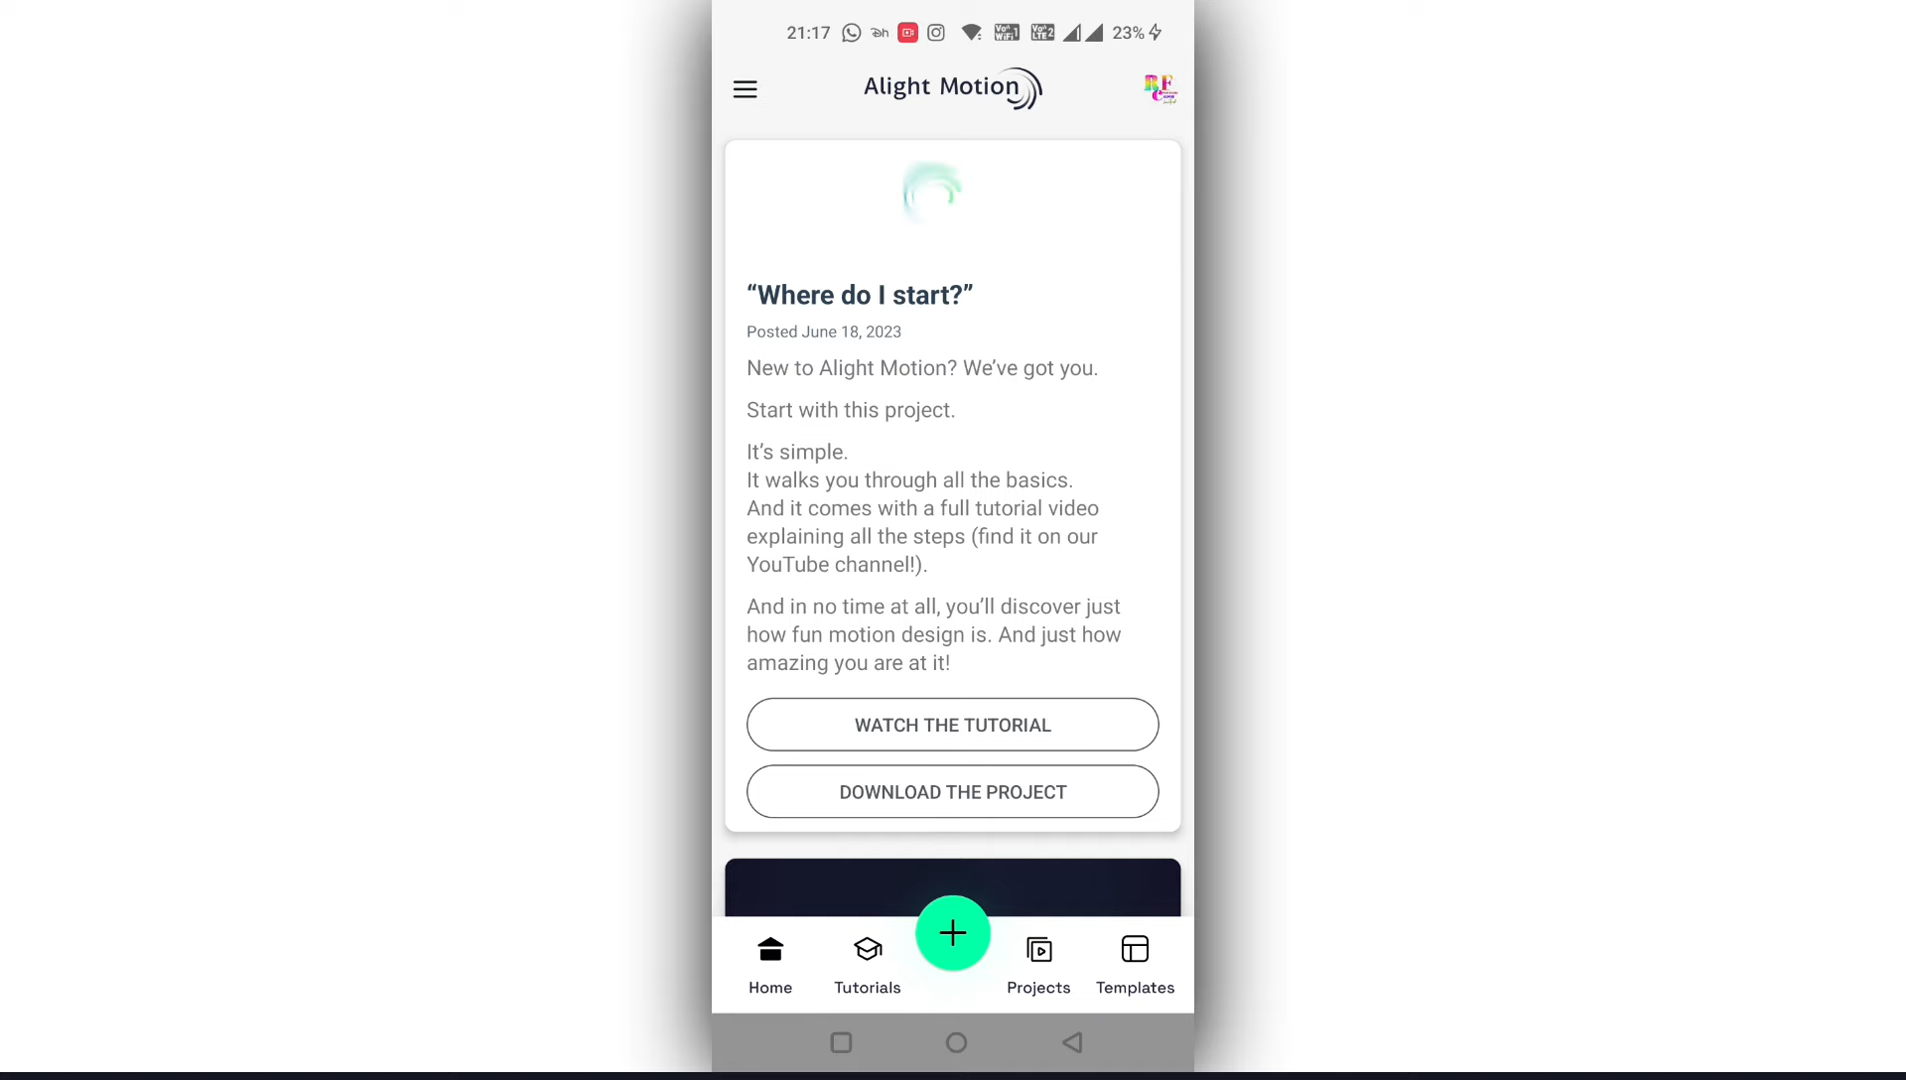 21:17 23%
Alight Motion
“Where do I start?”
Posted June 18, 2023
New to Alight Motion? We’ve got you.
Start with this project.
It’s simple.
It walks you through all the basics.
And it comes with a full tutorial video
explaining all the steps (find it on our
YouTube channel!).
And in no time at all, you’ll discover just
how fun motion design is. And just how
amazing you are at it!
WATCH THE TUTORIAL
DOWNLOAD THE PROJECT
Home Tutorials Projects Templates